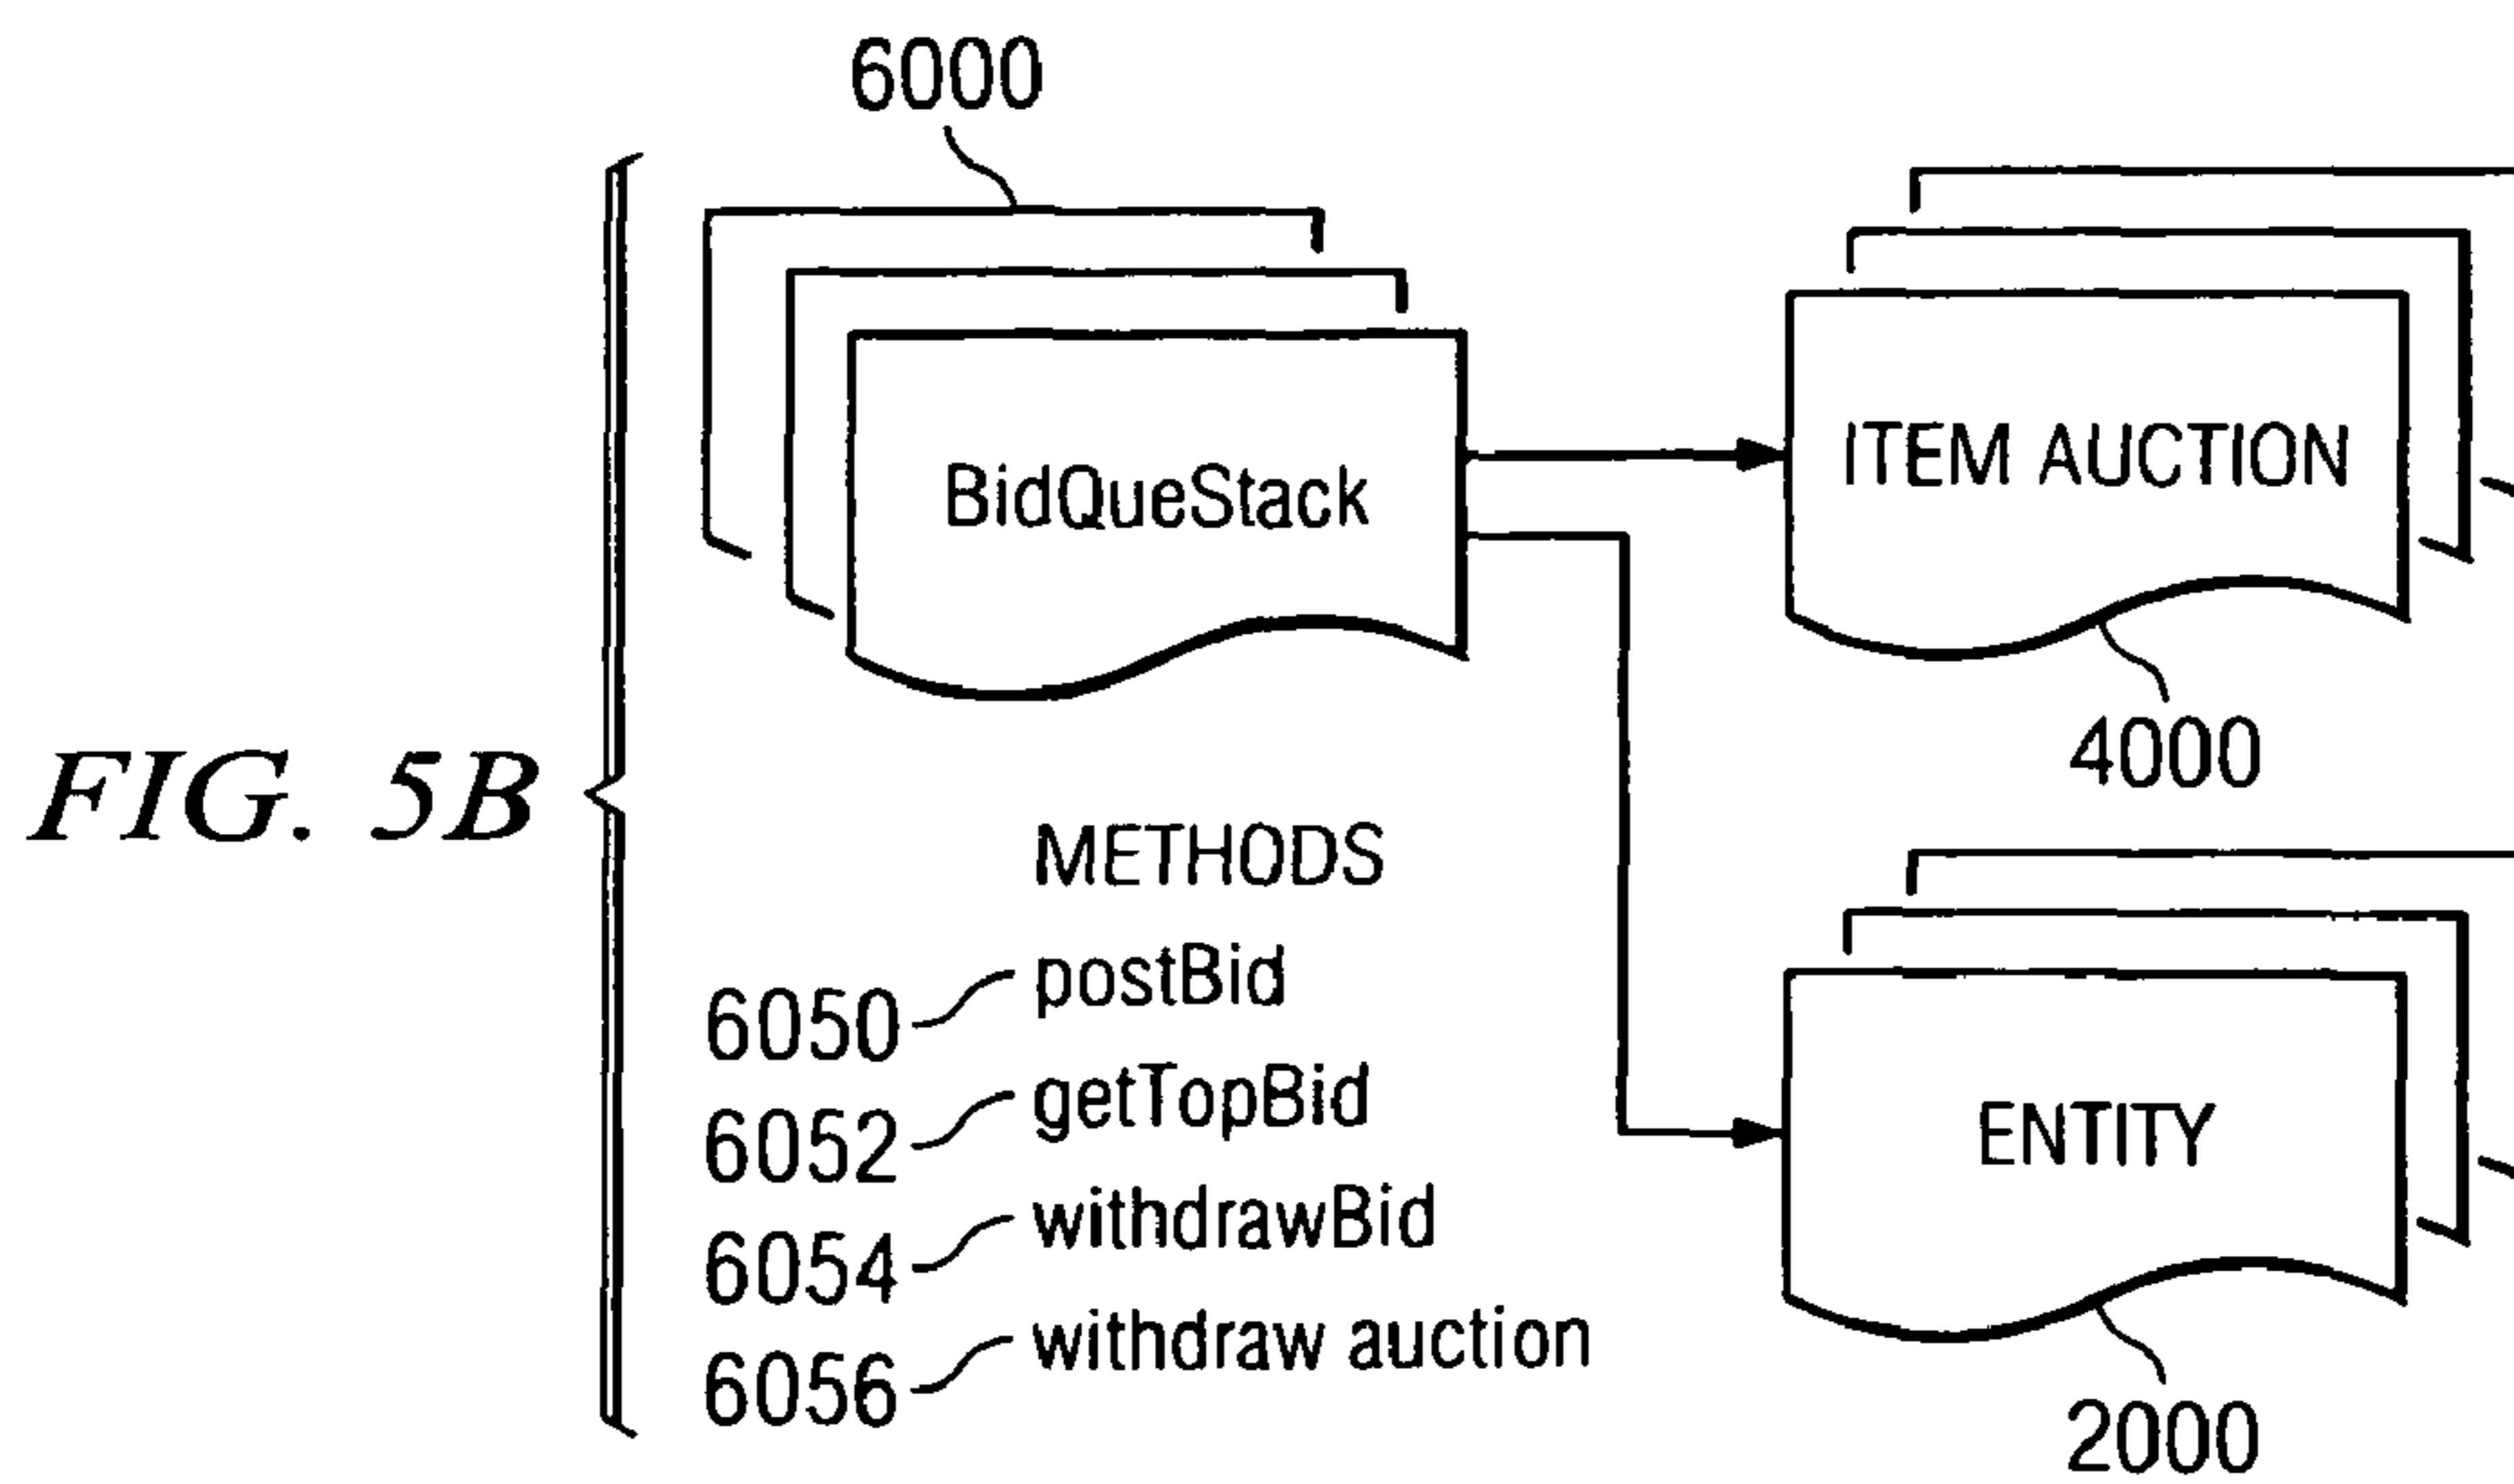 6000
BidQueStack
ITEM AUCTION
4000
FIG. 5B
METHODS
6050 postBid
6052 getTopBid
6054 withdrawBid
6056 withdraw auction
ENTITY
2000